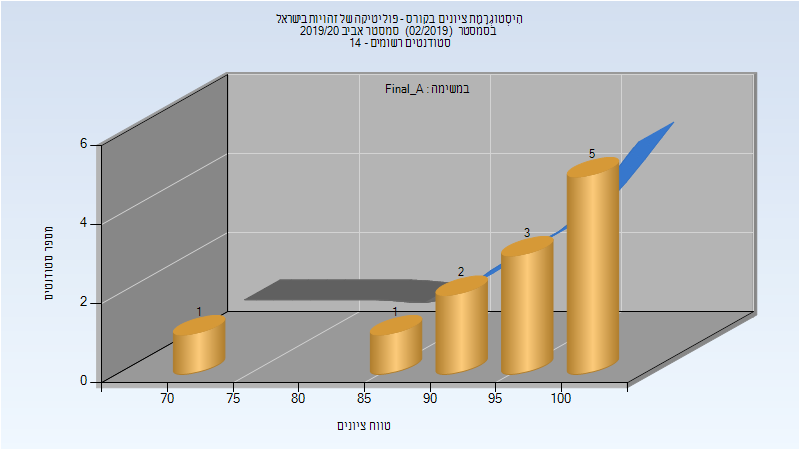 היסטוגרמת ציונים בקורס - פוליטיקה של זהויות בישראל
בסמסטר (02/2019) סמסטר אביב 2019/20
סטודנטים רשומים - 14
במשימה : Final_A
6
4
2
0
מספר סטודנטים
1
1
2
3
5
70 75 80 85 90 95 100
טווח ציונים